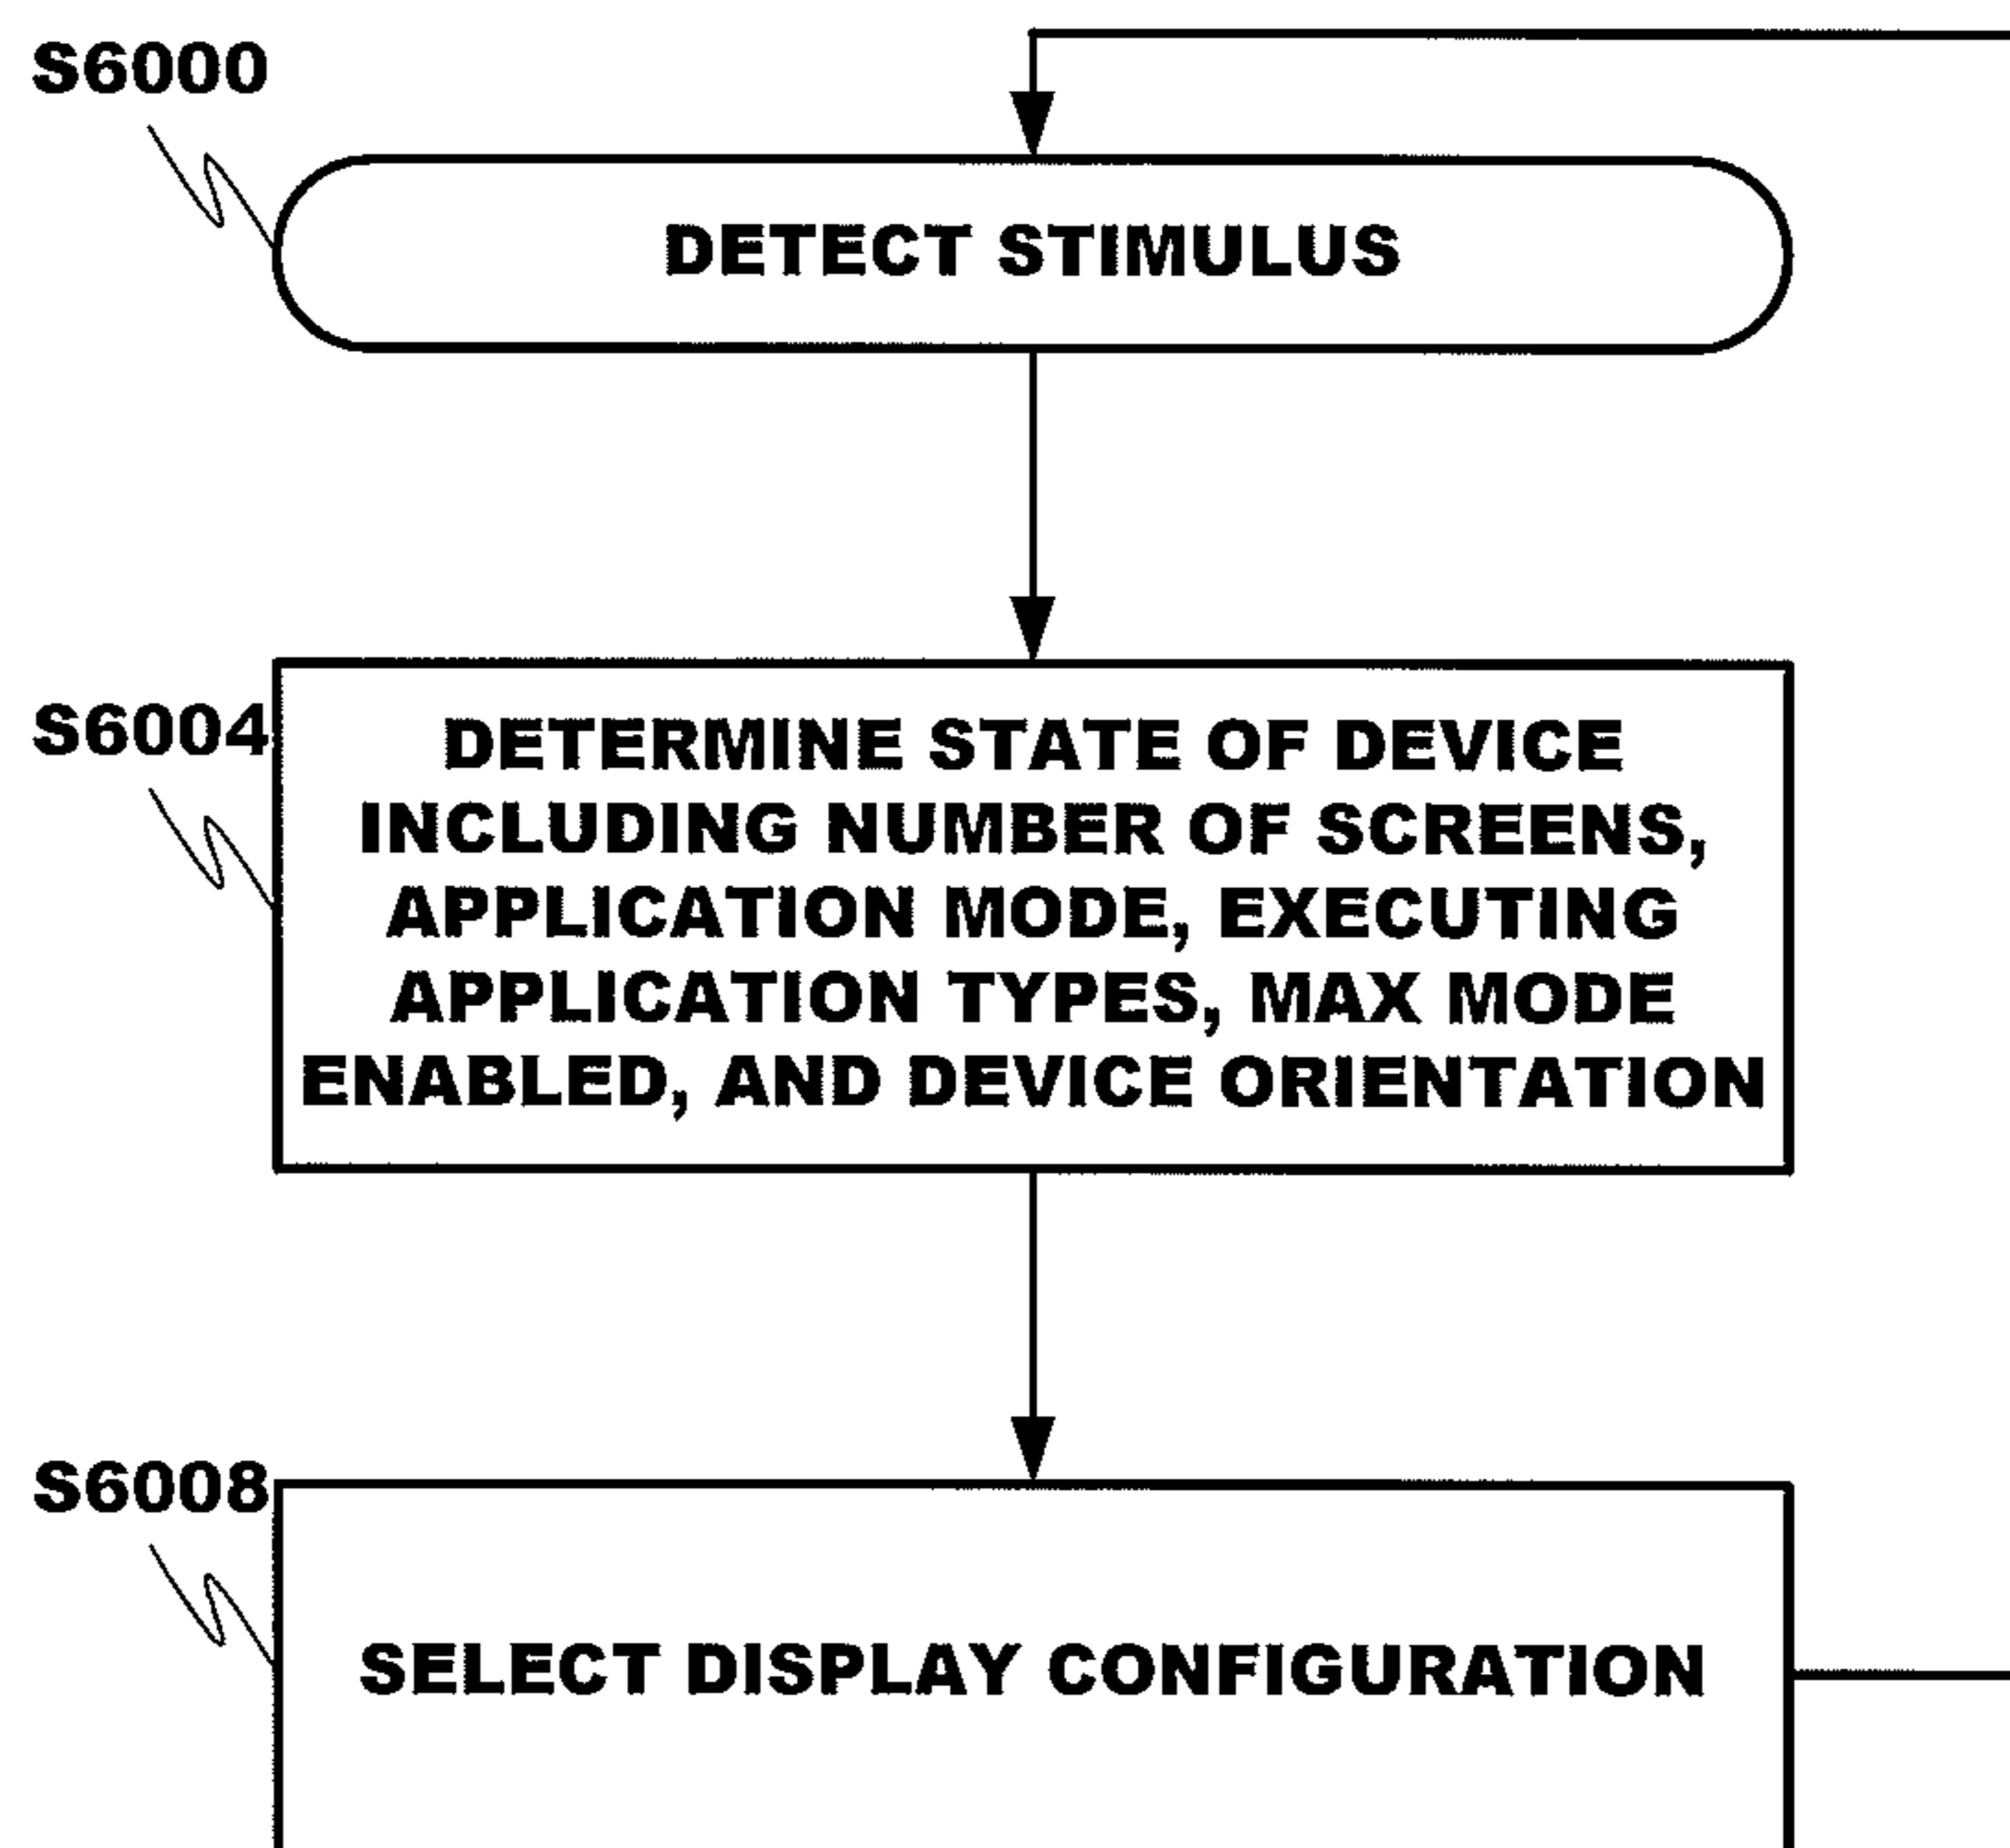 S6000
DETECT STIMULUS
S6004
DETERMINE STATE OF DEVICE
INCLUDING NUMBER OF SCREENS,
APPLICATION MODE, EXECUTING
APPLICATION TYPES, MAX MODE
ENABLED, AND DEVICE ORIENTATION
S6008
SELECT DISPLAY CONFIGURATION